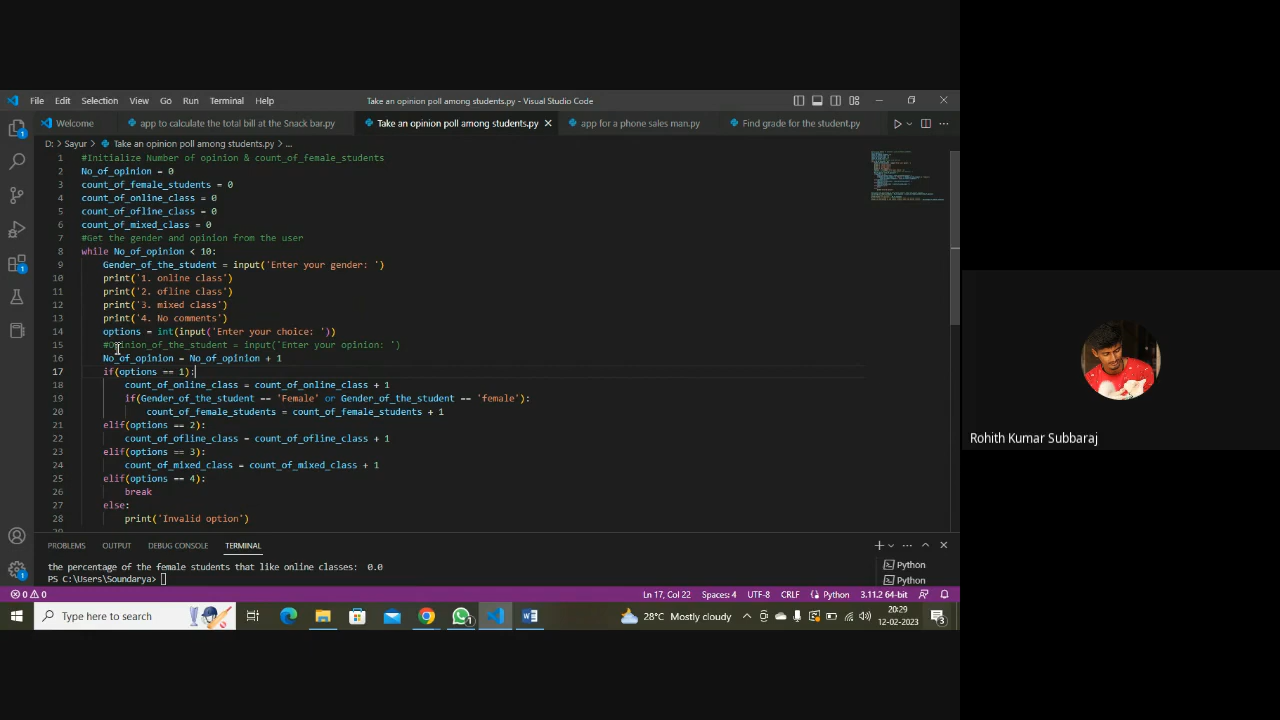 File Edit Selection View Go Run Terminal Help Take an opinion poll among students.py - Visual Studio Code
Welcome app to calculate the total bill at the Snack bar.py Take an opinion poll among students.py app for a phone sales man.py Find grade for the student.py
D: > Sayur > Take an opinion poll among students.py > ...
1 #Initialize Number of opinion & count_of_female_students
2 No_of_opinion = 0
3 count_of_female_students = 0
4 count_of_online_class = 0
5 count_of_ofline_class = 0
6 count_of_mixed_class = 0
7 #Get the gender and opinion from the user
8 while No_of_opinion < 10:
9 Gender_of_the_student = input('Enter your gender: ')
10 print('1. online class')
11 print('2. ofline class')
12 print('3. mixed class')
13 print('4. No comments')
14 options = int(input('Enter your choice: '))
15 #Opinion_of_the_student = input('Enter your opinion: ')
16 No_of_opinion = No_of_opinion + 1
17 if(options == 1):
18 count_of_online_class = count_of_online_class + 1
19 if(Gender_of_the_student == 'Female' or Gender_of_the_student == 'female'):
20 count_of_female_students = count_of_female_students + 1
21 elif(options == 2):
22 count_of_ofline_class = count_of_ofline_class + 1
23 elif(options == 3):
24 count_of_mixed_class = count_of_mixed_class + 1
25 elif(options == 4):
26 break
27 else:
28 print('Invalid option')
Rohith Kumar Subbaraj
PROBLEMS OUTPUT DEBUG CONSOLE TERMINAL
the percentage of the female students that like online classes: 0.0
PS C:\Users\Soundarya>
Python
Python
0 0 Ln 17, Col 22 Spaces: 4 UTF-8 CRLF Python 3.11.2 64-bit
Type here to search 28°C Mostly cloudy 20:29
12-02-2023